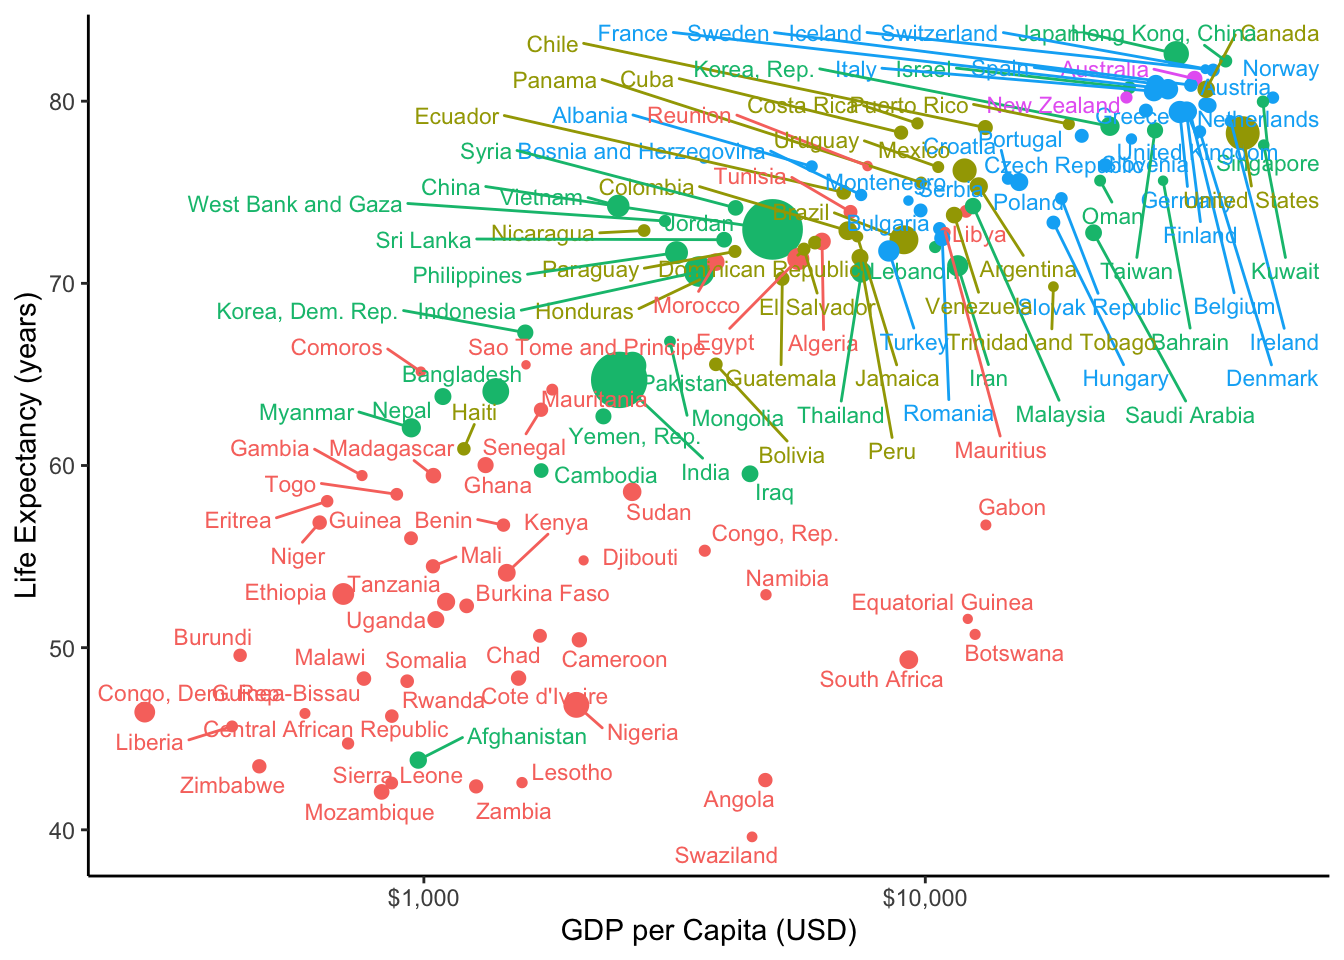 France Sweden Iceland Switzerland Japan Hong Kong, China Canada
Chile
Korea, Rep. Italy Israel Spain Australia Norway
Panama Cuba Austria
Costa Rica Puerto Rico New Zealand
Ecuador Albania Reunion Greece Netherlands
Uruguay Mexico Croatia Portugal
Syria Bosnia and Herzegovina United Kingdom
Czech Republic Slovenia Singapore
China Vietnam Colombia Tunisia Montenegro Serbia
West Bank and Gaza Brazil Poland Germany United States
Jordan Bulgaria Oman
Sri Lanka Nicaragua Libya Finland
Philippines Paraguay Dominican Republic Lebanon Argentina Taiwan Kuwait
Korea, Dem. Rep. Indonesia Honduras Morocco El Salvador Venezuela Slovak Republic Belgium
Comoros Sao Tome and Principe Egypt Algeria Turkey Trinidad and Tobago Bahrain Ireland
Bangladesh Pakistan Guatemala Jamaica Iran Hungary Denmark
Myanmar Nepal Haiti Mauritania Mongolia Thailand Romania Malaysia Saudi Arabia
Gambia Madagascar Senegal Yemen, Rep. Bolivia Peru Mauritius
Togo Ghana Cambodia India Iraq
Eritrea Guinea Benin Kenya Sudan Gabon
Niger Mali Djibouti Congo, Rep.
Ethiopia Tanzania Burkina Faso Namibia
Uganda Equatorial Guinea
Burundi Malawi Somalia Chad Cameroon Botswana
Congo, Dem. Rep. Guinea-Bissau Rwanda Cote d'Ivoire South Africa
Liberia Central African Republic Afghanistan Nigeria
Zimbabwe Sierra Leone Lesotho
Mozambique Zambia Angola
Swaziland
80
70
60
50
40
Life Expectancy (years)
$1,000 $10,000
GDP per Capita (USD)